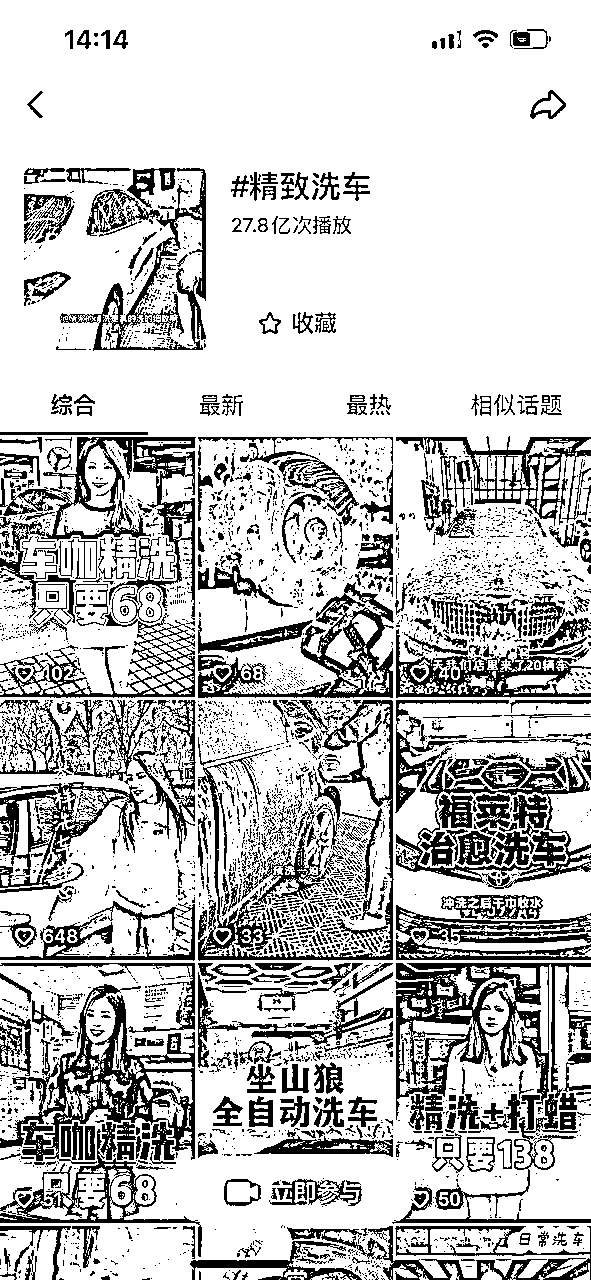 14:14
#精致洗车
27.8亿次播放
收藏
综合
最新
最热
相似话题
车咖精洗
只要68
102
68
40
648
33
福莱特
治愈洗车
35
车咖精洗
只要68
51
坐山狼
全自动洗车
精洗+打蜡
只要138
50
立即参与
日常洗车